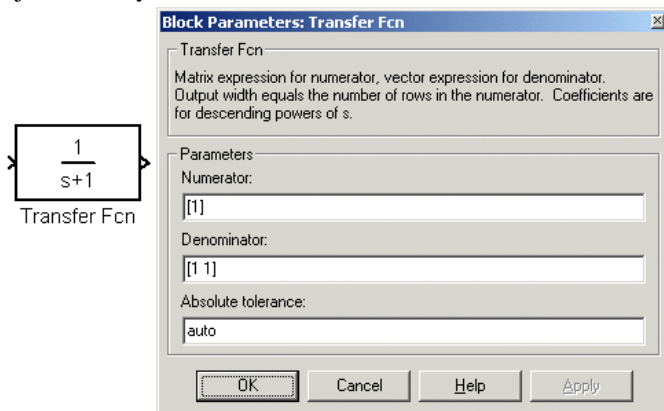 Block Parameters: Transfer Fcn
Transfer Fcn
Matrix expression for numerator, vector expression for denominator.
Output width equals the number of rows in the numerator. Coefficients are
for descending powers of s.
1
s+1
Transfer Fcn
Parameters
Numerator:
[1]
Denominator:
[1 1]
Absolute tolerance:
auto
OK Cancel Help Apply